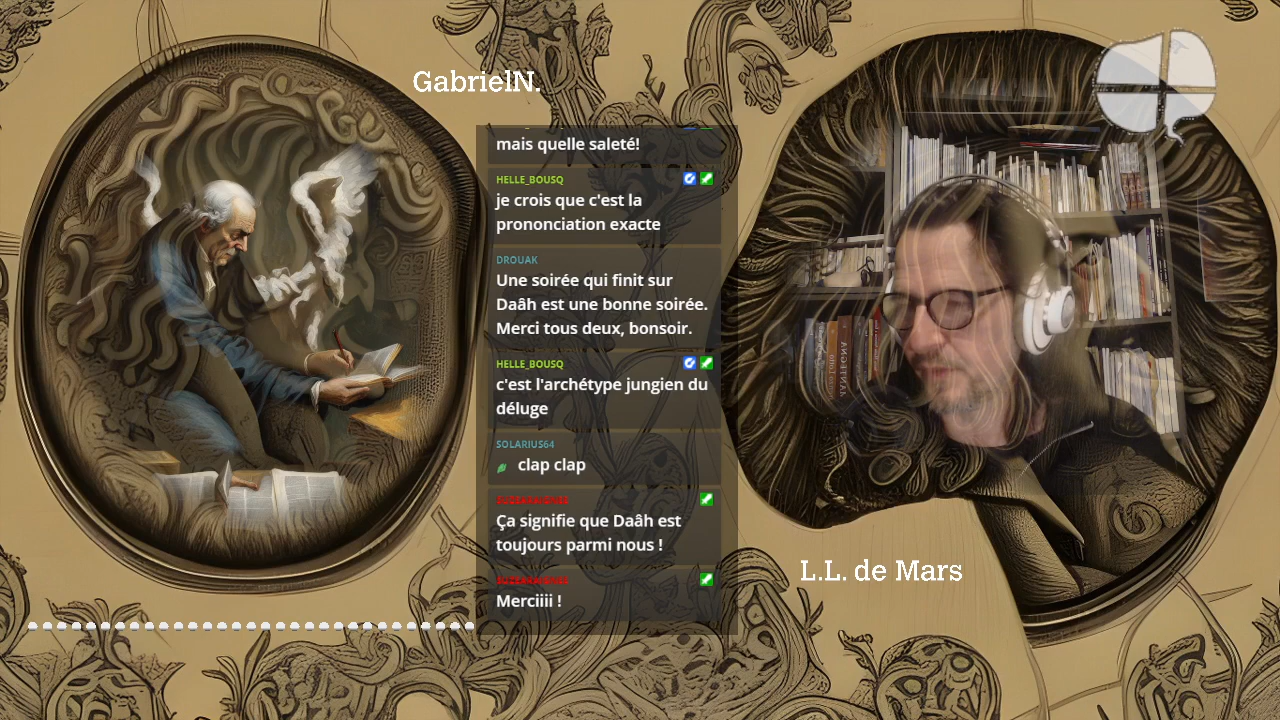 GabrielN.
mais quelle saleté!
HELLE_BOUSQ
je crois que c'est la
prononciation exacte
DROUAK
Une soirée qui finit sur
Daâh est une bonne soirée.
Merci tous deux, bonsoir.
HELLE_BOUSQ
c'est l'archétype jungien du
déluge
SOLARIUS64
clap clap
Ça signifie que Daâh est
toujours parmi nous !
Merciiii !
L.L. de Mars